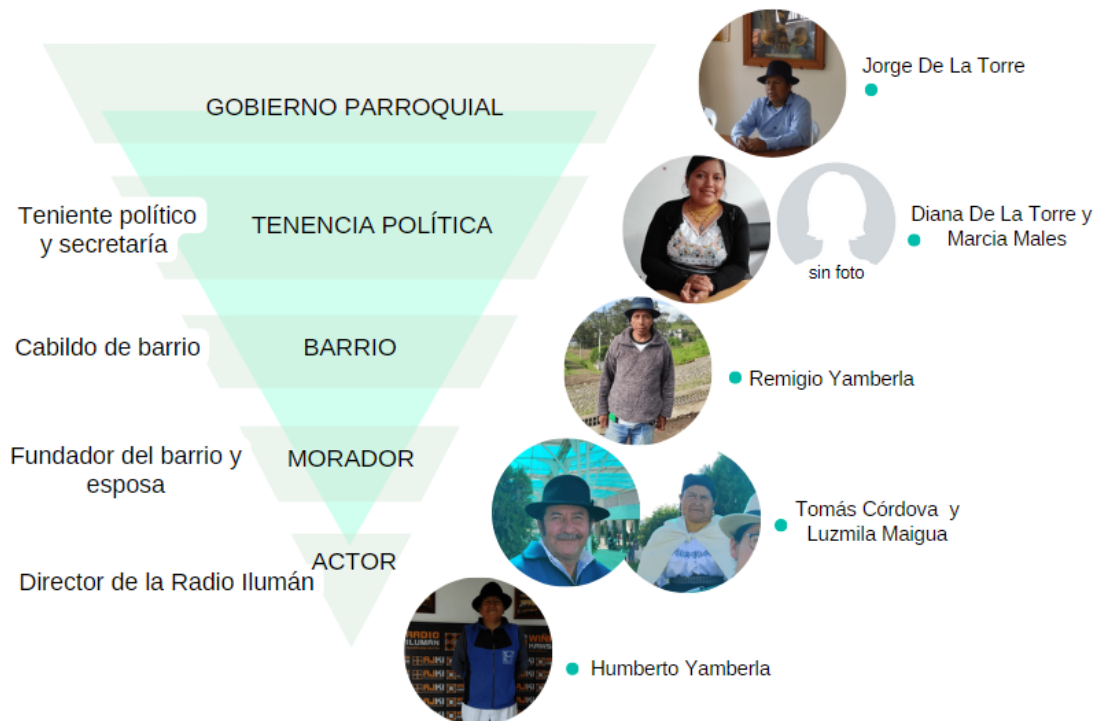 Jorge De La Torre
GOBIERNO PARROQUIAL
Teniente político
y secretaría
TENENCIA POLÍTICA
Diana De La Torre y
Marcia Males
sin foto
Cabildo de barrio
BARRIO
Remigio Yamberla
Fundador del barrio y
esposa
MORADOR
Tomás Córdova y
Luzmila Maigua
ACTOR
Director de la Radio Ilumán
RADIO
ILUMAN
Humberto Yamberla